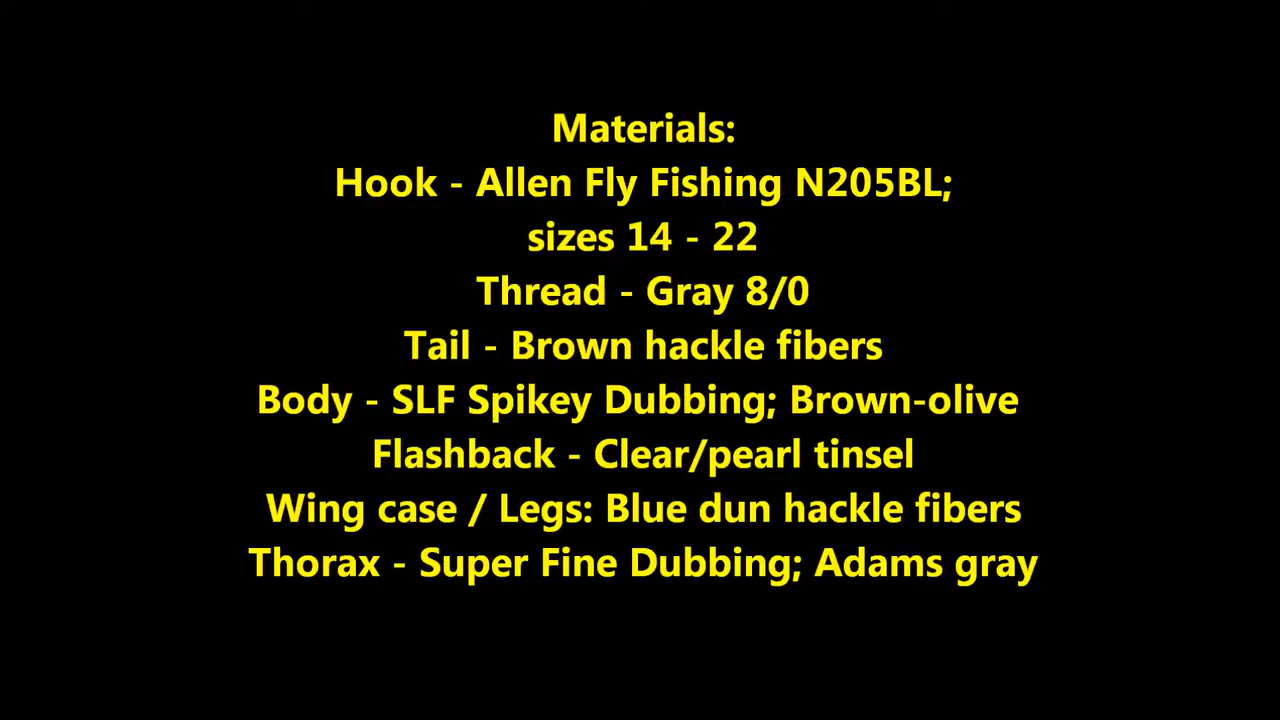 Materials:
Hook - Allen Fly Fishing N205BL;
sizes 14 - 22
Thread - Gray 8/0
Tail - Brown hackle fibers
Body - SLF Spikey Dubbing; Brown-olive
Flashback - Clear/pearl tinsel
Wing case / Legs: Blue dun hackle fibers
Thorax - Super Fine Dubbing; Adams gray